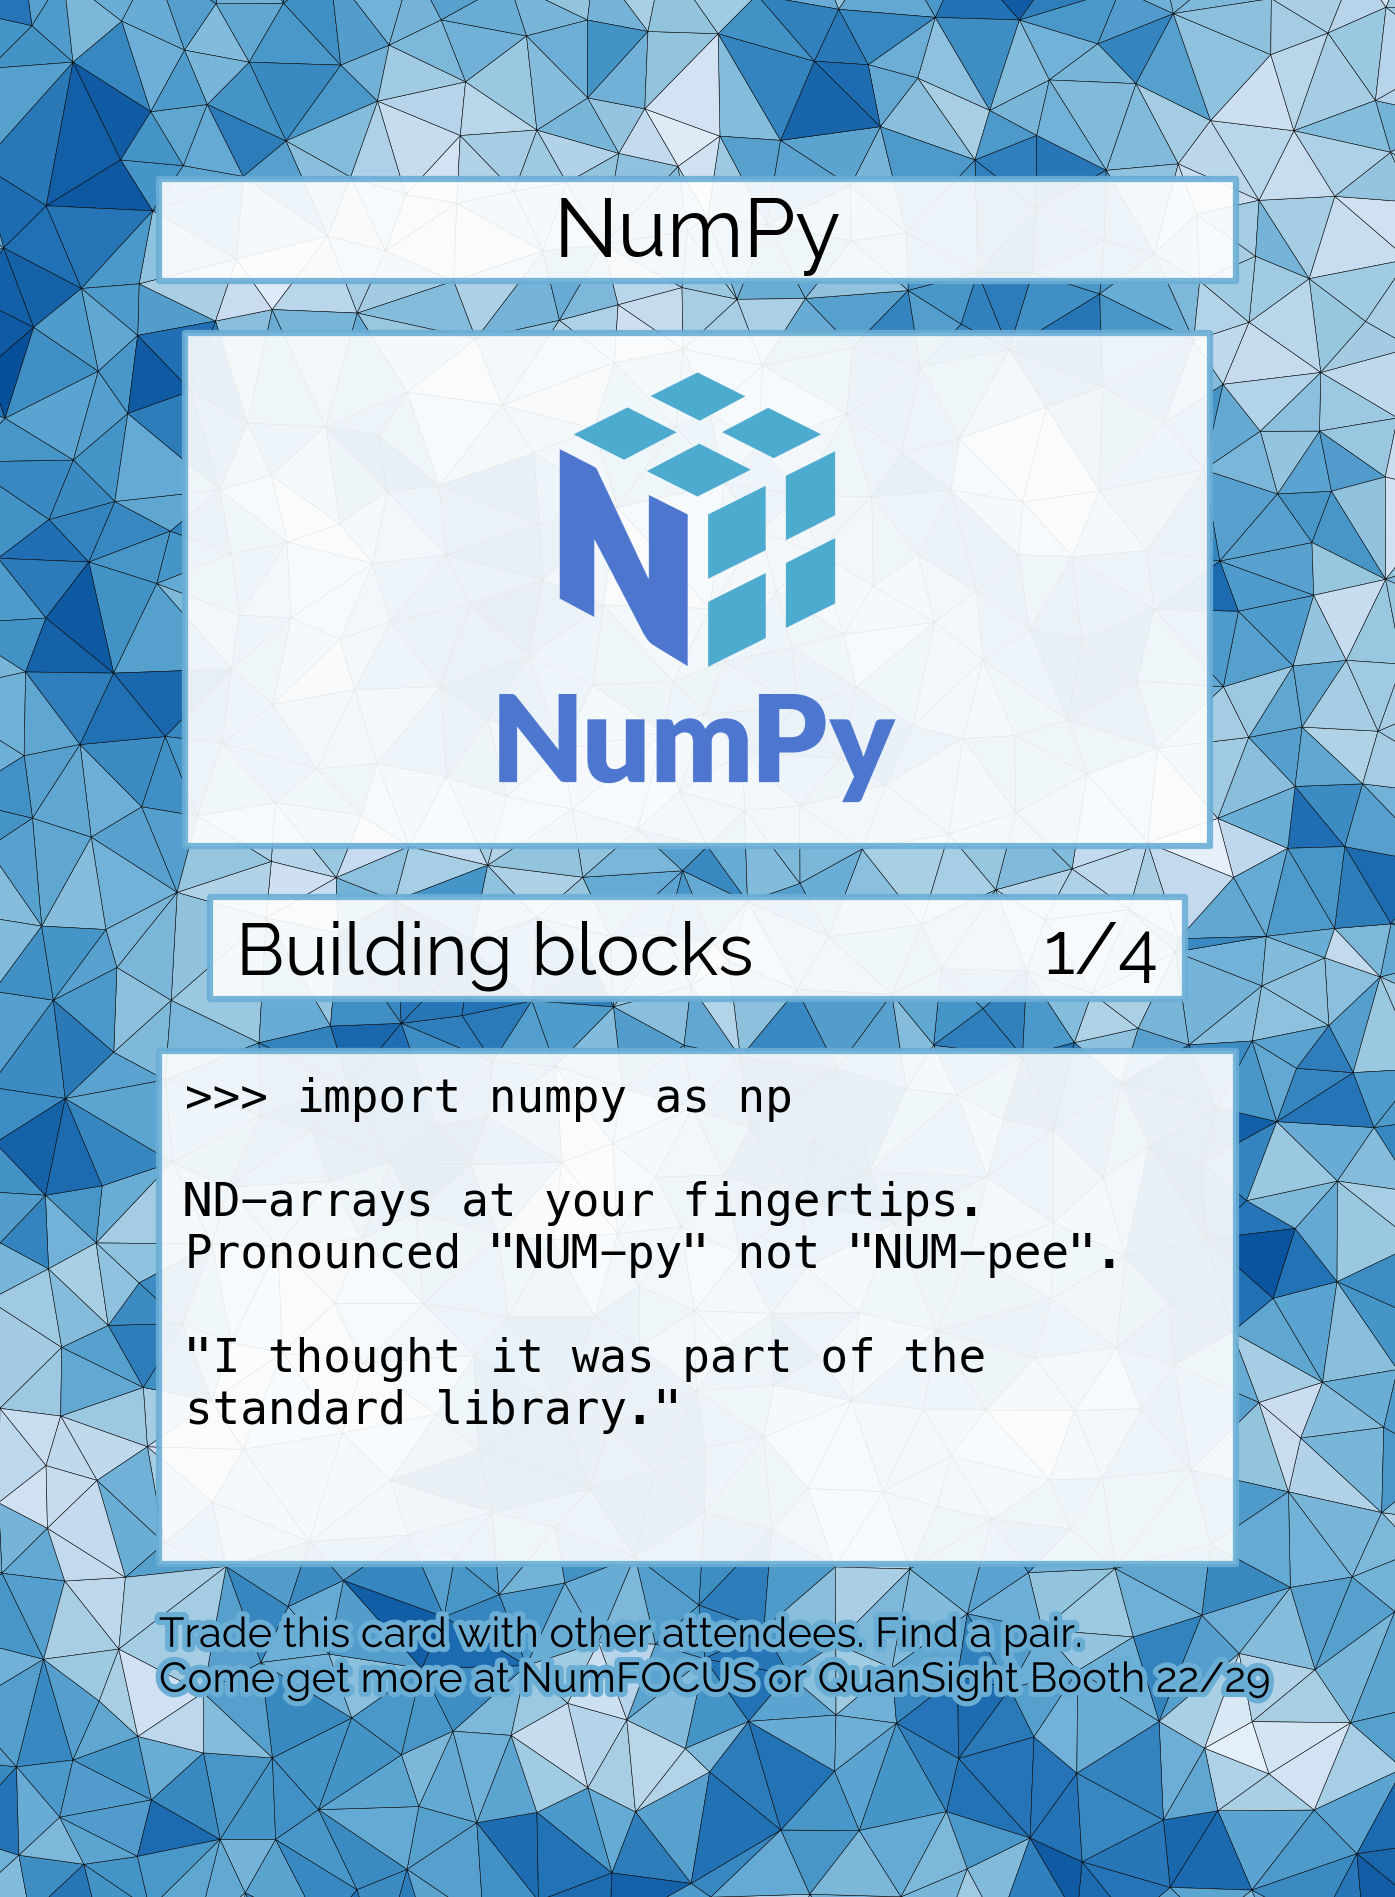 NumPy
NumPy
Building blocks 1/4
>>> import numpy as np
ND-arrays at your fingertips.
Pronounced "NUM-py" not "NUM-pee".
"I thought it was part of the
standard library."
Trade this card with other attendees. Find a pair.
Come get more at NumFOCUS or QuanSight Booth 22/29